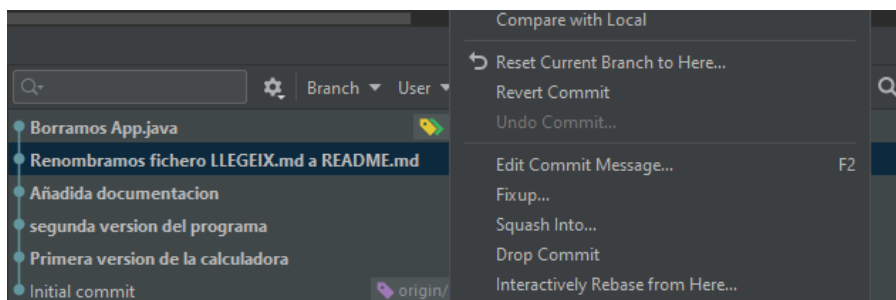 Compare with Local
Reset Current Branch to Here...
Revert Commit
Undo Commit...
Branch User
Borramos App.java
Renombramos fichero LLEGEIX.md a README.md
Edit Commit Message... F2
Añadida documentacion
Fixup...
segunda version del programa
Squash Into...
Primera version de la calculadora
Drop Commit
Initial commit origin/
Interactively Rebase from Here...